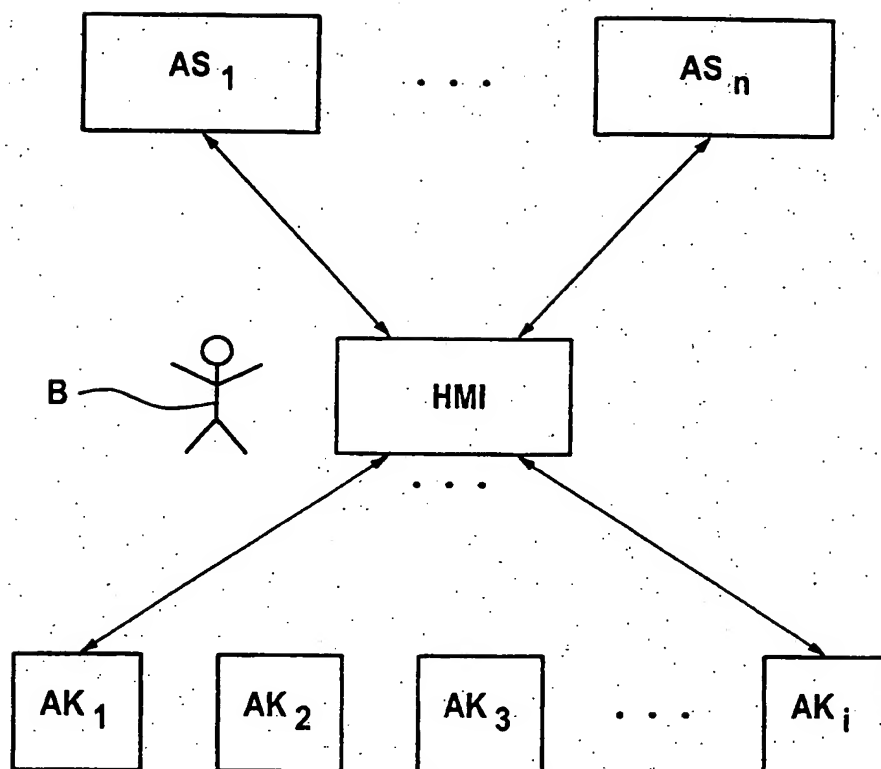 AS 1 . . . AS n
B HMI
. . .
AK 1 AK 2 AK 3 . . . AK i